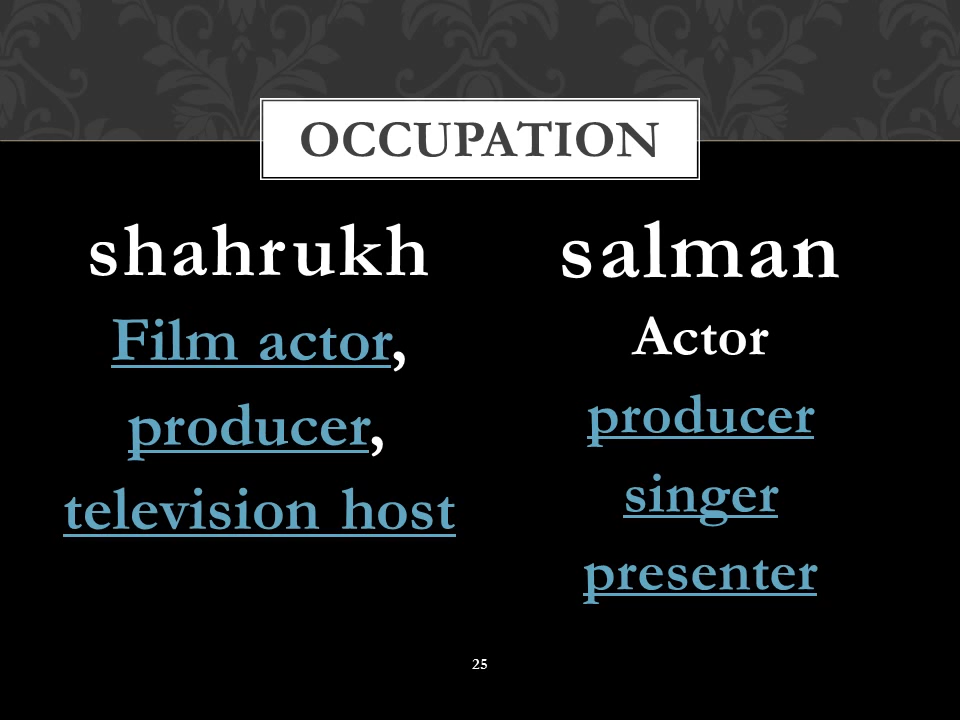 OCCUPATION
shahrukh
Film actor,
producer,
television host
salman
Actor
producer
singer
presenter
25